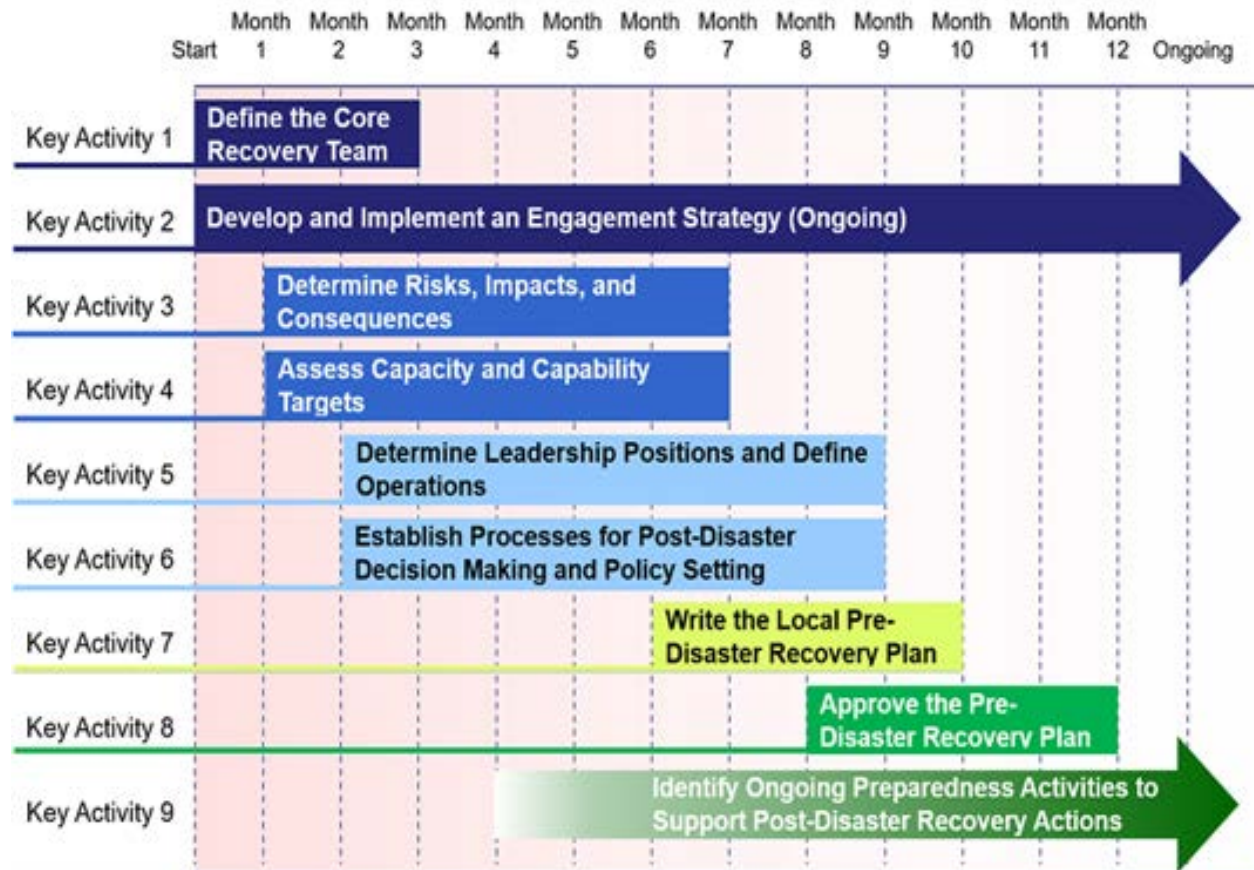 Month Month Month Month Month Month Month Month Month Month Month Month
Start 1 2 3 4 5 6 7 8 9 10 11 12 Ongoing
Key Activity 1
Define the Core
Recovery Team
Key Activity 2
Develop and Implement an Engagement Strategy (Ongoing)
Key Activity 3
Determine Risks, Impacts, and
Consequences
Key Activity 4
Assess Capacity and Capability
Targets
Key Activity 5
Determine Leadership Positions and Define
Operations
Key Activity 6
Establish Processes for Post-Disaster
Decision Making and Policy Setting
Key Activity 7
Write the Local Pre-
Disaster Recovery Plan
Key Activity 8
Approve the Pre-
Disaster Recovery Plan
Key Activity 9
Identify Ongoing Preparedness Activities to
Support Post-Disaster Recovery Actions